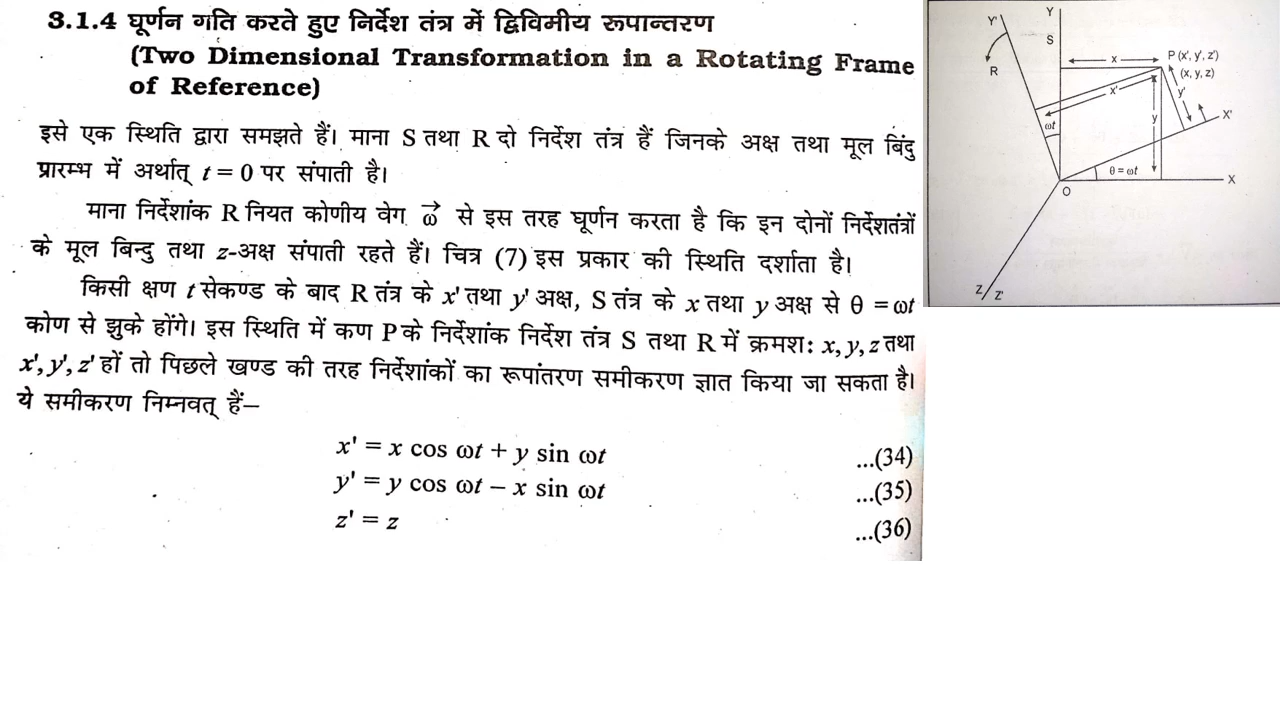 3.1.4 घूर्णन गति करते हुए निर्देश तंत्र में द्विविमीय रूपान्तरण
(Two Dimensional Transformation in a Rotating Frame
of Reference)
इसे एक स्थिति द्वारा समझते हैं। माना S तथा R दो निर्देश तंत्र हैं जिनके अक्ष तथा मूल बिंदु
प्रारम्भ में अर्थात् t = 0 पर संपाती है।
माना निर्देशांक R नियत कोणीय वेग ω⃗ से इस तरह घूर्णन करता है कि इन दोनों निर्देशतंत्रों
के मूल बिन्दु तथा z-अक्ष संपाती रहते हैं। चित्र (7) इस प्रकार की स्थिति दर्शाता है।
किसी क्षण t सेकण्ड के बाद R तंत्र के x' तथा y' अक्ष, S तंत्र के x तथा y अक्ष से θ = ωt
कोण से झुके होंगे। इस स्थिति में कण P के निर्देशांक निर्देश तंत्र S तथा R में क्रमश: x, y, z तथा
x', y', z' हों तो पिछले खण्ड की तरह निर्देशांकों का रूपांतरण समीकरण ज्ञात किया जा सकता है।
ये समीकरण निम्नवत् हैं–
x' = x cos ωt + y sin ωt ...(34)
y' = y cos ωt – x sin ωt ...(35)
z' = z ...(36)
Y'
Y
S
R
x
P (x', y', z')
(x, y, z)
x'
y'
X'
ωt
y
θ = ωt
X
O
Z
Z'